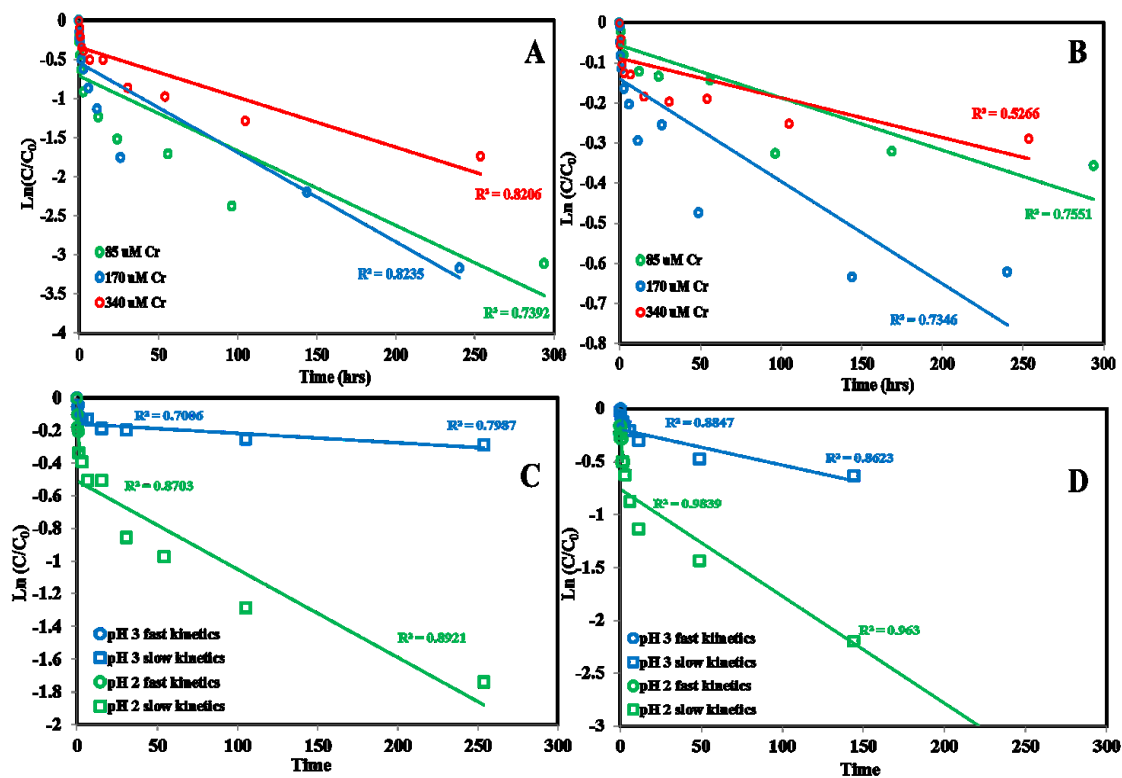 A
Ln(C/C0)
0
-0.5
-1
-1.5
-2
-2.5
-3
-3.5
-4
R² = 0.8206
R² = 0.8235
R² = 0.7392
85 uM Cr
170 uM Cr
340 uM Cr
0 50 100 150 200 250 300
Time (hrs)
B
Ln (C/C0)
0
-0.1
-0.2
-0.3
-0.4
-0.5
-0.6
-0.7
-0.8
R² = 0.5266
R² = 0.7551
R² = 0.7346
85 uM Cr
170 uM Cr
340 uM Cr
0 50 100 150 200 250 300
Time (hrs)
C
Ln (C/C0)
0
-0.2
-0.4
-0.6
-0.8
-1
-1.2
-1.4
-1.6
-1.8
-2
R² = 0.7086
R² = 0.7987
R² = 0.8703
R² = 0.8921
pH 3 fast kinetics
pH 3 slow kinetics
pH 2 fast kinetics
pH 2 slow kinetics
0 50 100 150 200 250 300
Time
D
Ln (C/C0)
0
-0.5
-1
-1.5
-2
-2.5
-3
R² = 0.8847
R² = 0.8623
R² = 0.9839
R² = 0.963
pH 3 fast kiinetics
pH 3 slow kinetics
pH 2 fast kinetics
pH 2 slow kinetics
0 50 100 150 200 250 300
Time